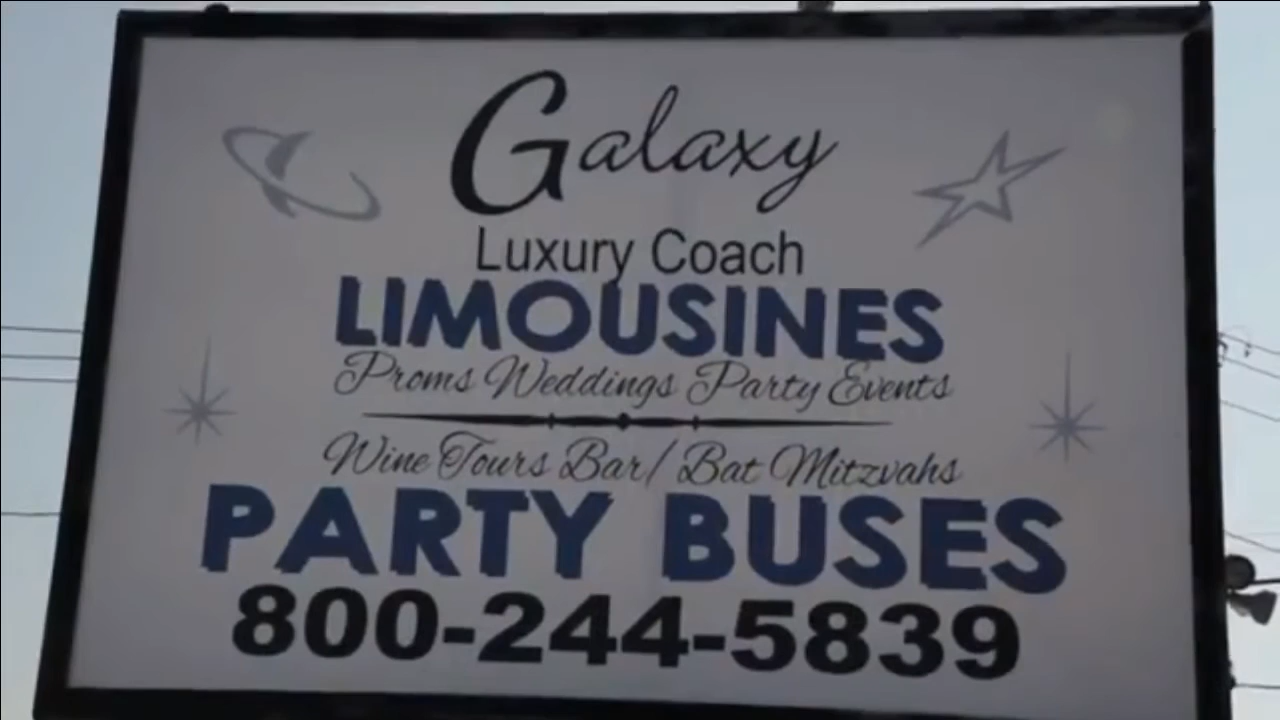 Galaxy
Luxury Coach
LIMOUSINES
Proms Weddings Party Events
Wine Tours Bar/Bat Mitzvahs
PARTY BUSES
800-244-5839